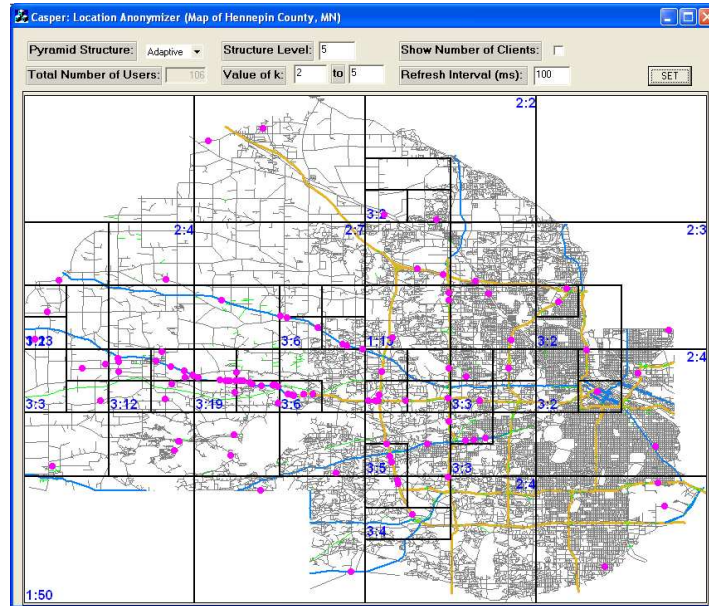 Casper: Location Anonymizer (Map of Hennepin County, MN)
Pyramid Structure: Adaptive Structure Level: 5 Show Number of Clients:
Total Number of Users: 106 Value of k: 2 to 5 Refresh Interval (ms): 100 SET
2:2
3:2
2:4 2:7 2:3
3:6 1:13 3:2 2:4
3:3 3:12 3:19 3:6 3:3 3:2
3:5 3:3 2:4
3:4
1:50